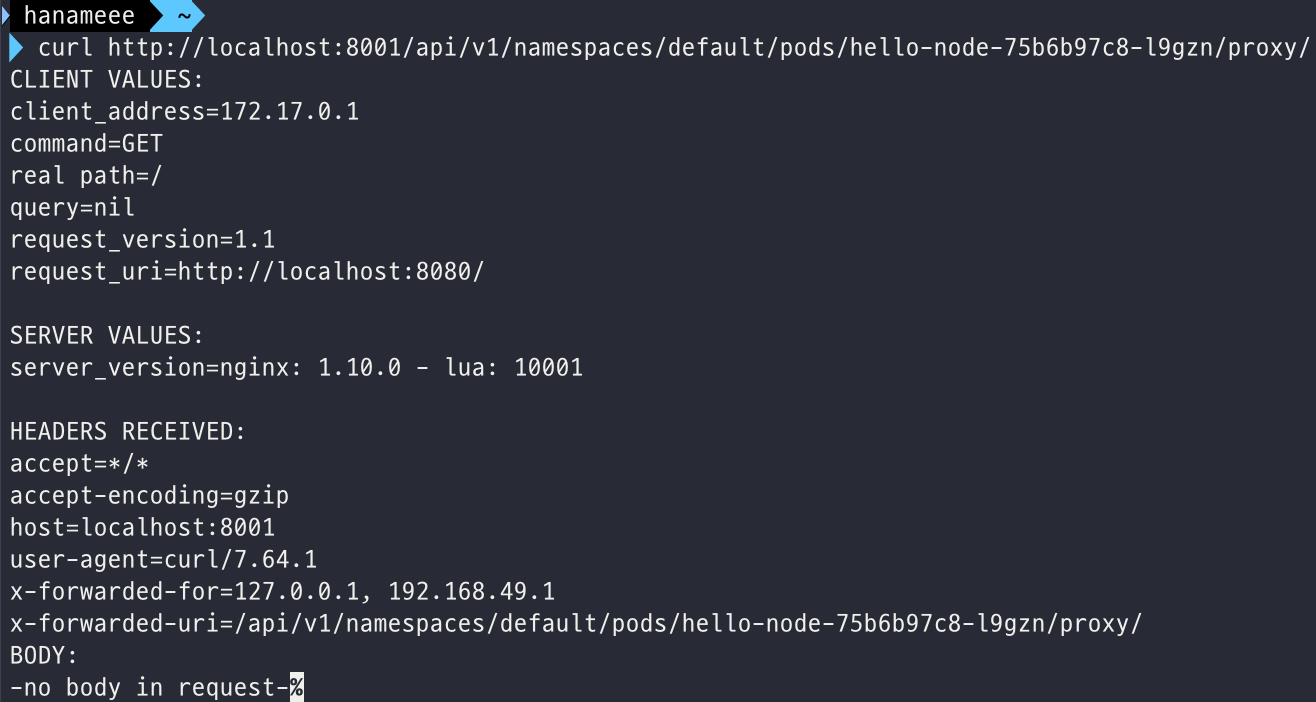 hanameee ~
curl http://localhost:8001/api/v1/namespaces/default/pods/hello-node-75b6b97c8-l9gzn/proxy/
CLIENT VALUES:
client_address=172.17.0.1
command=GET
real path=/
query=nil
request_version=1.1
request_uri=http://localhost:8080/
SERVER VALUES:
server_version=nginx: 1.10.0 - lua: 10001
HEADERS RECEIVED:
accept=*/*
accept-encoding=gzip
host=localhost:8001
user-agent=curl/7.64.1
x-forwarded-for=127.0.0.1, 192.168.49.1
x-forwarded-uri=/api/v1/namespaces/default/pods/hello-node-75b6b97c8-l9gzn/proxy/
BODY:
-no body in request-%